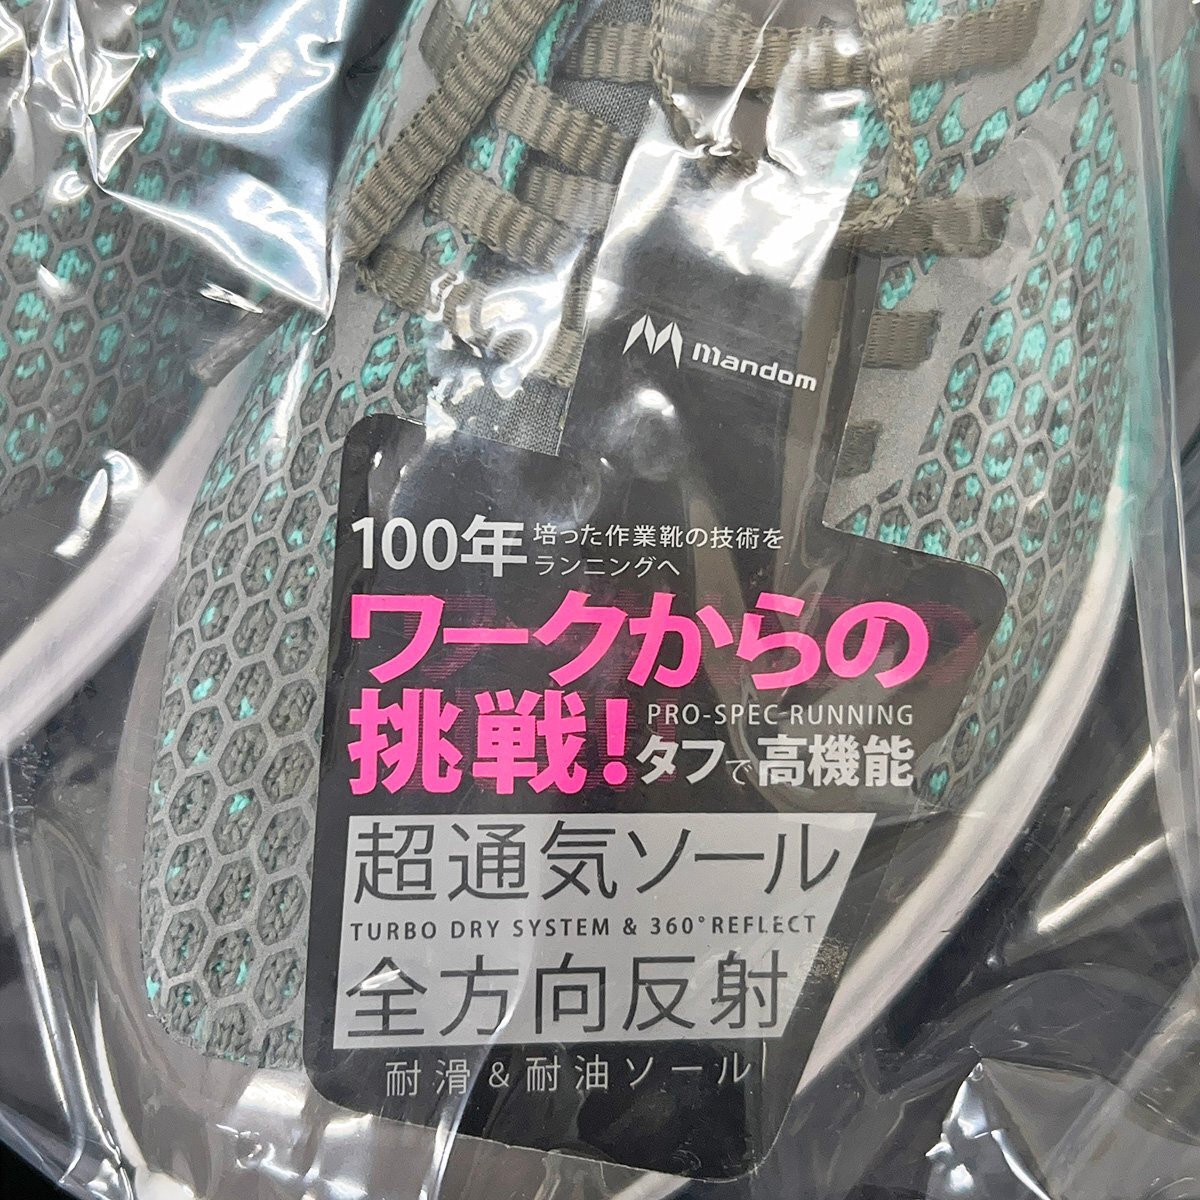 mandom
100年 培った作業靴の技術を
ランニングへ
ワークからの
挑戦!
PRO-SPEC-RUNNING
タフで高機能
超通気ソール
TURBO DRY SYSTEM & 360°REFLECT
全方向反射
耐滑&耐油ソール